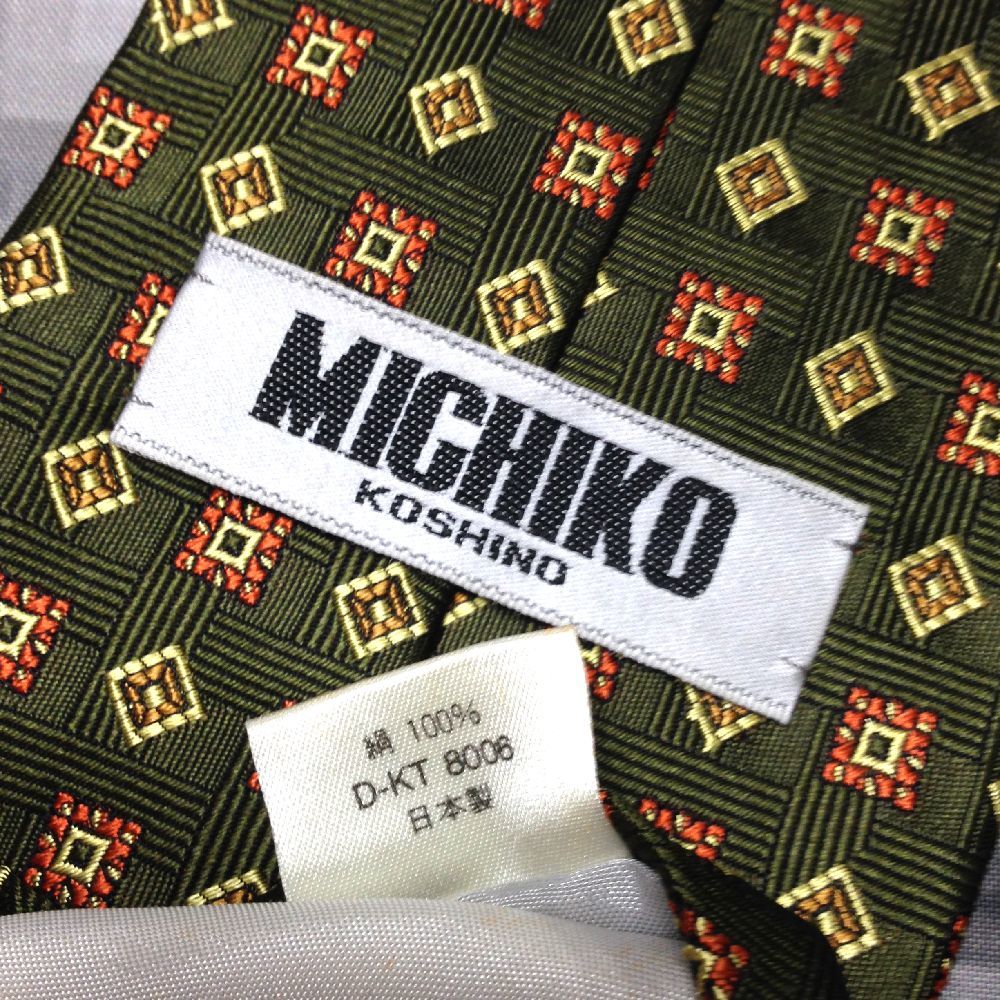 MICHIKO
KOSHINO
絹 100%
D-KT 8006
日本製